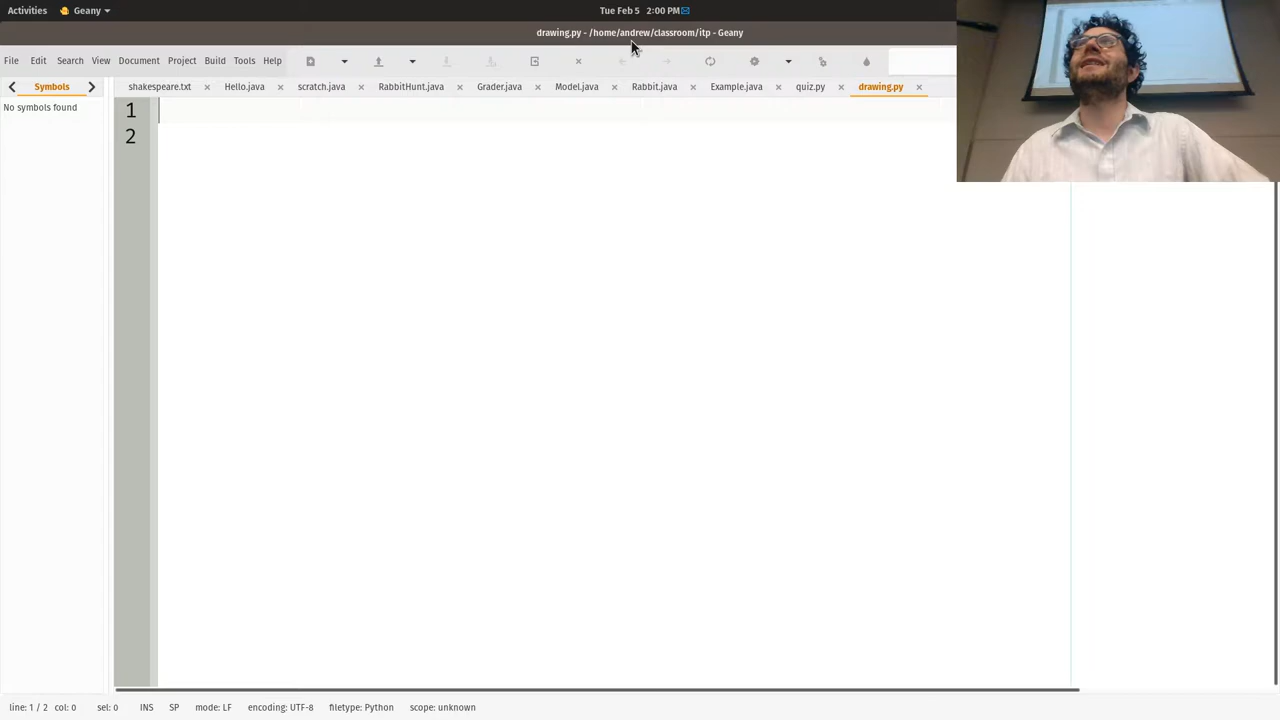 Activities Geany Tue Feb 5 2:00 PM
drawing.py - /home/andrew/classroom/itp - Geany
File Edit Search View Document Project Build Tools Help
Symbols shakespeare.txt Hello.java scratch.java RabbitHunt.java Grader.java Model.java Rabbit.java Example.java quiz.py drawing.py
No symbols found
1
2
line: 1 / 2 col: 0 sel: 0 INS SP mode: LF encoding: UTF-8 filetype: Python scope: unknown